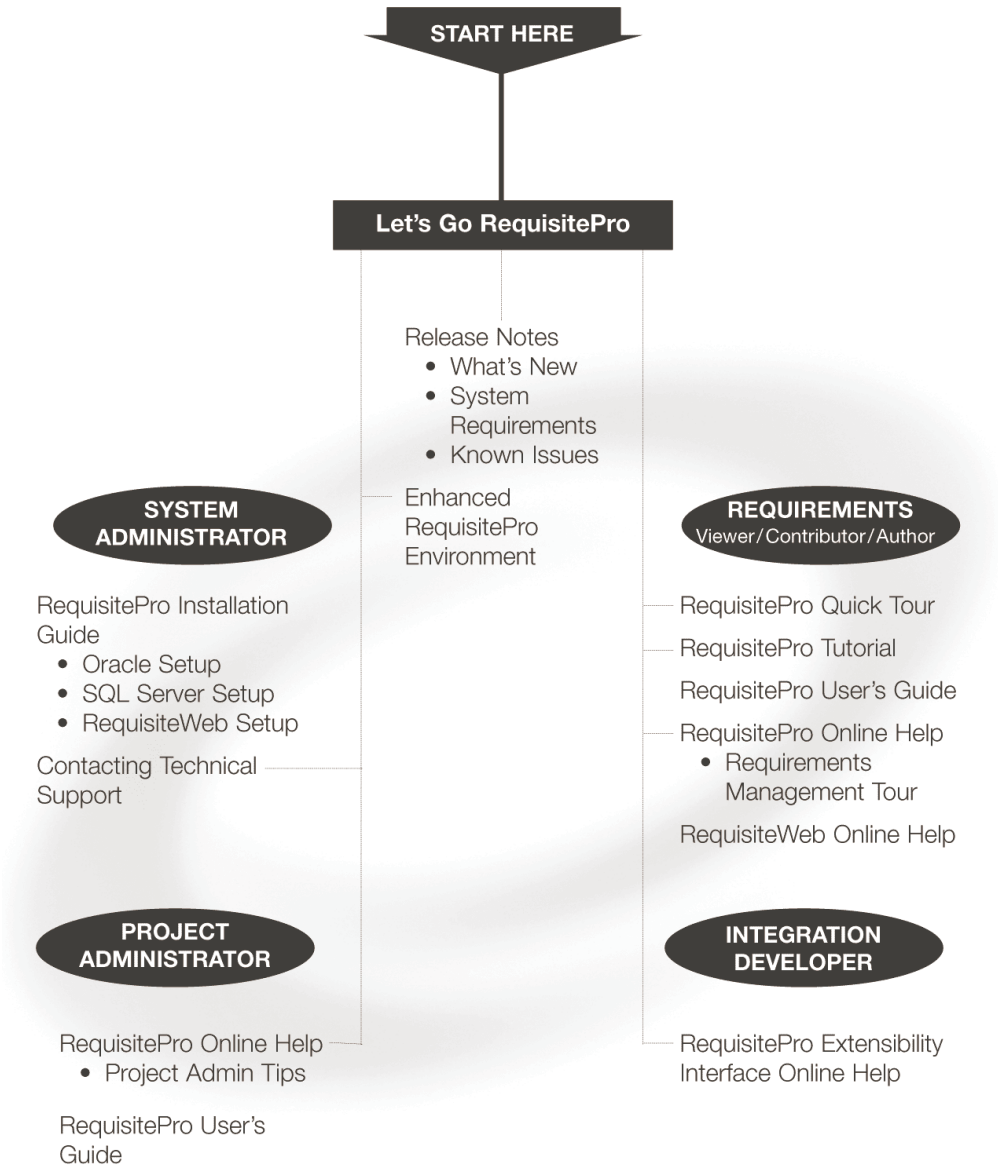 START HERE
Let's Go RequisitePro
Release Notes
• What's New
• System
Requirements
• Known Issues
Enhanced
RequisitePro
Environment
SYSTEM
ADMINISTRATOR
RequisitePro Installation
Guide
• Oracle Setup
• SQL Server Setup
• RequisiteWeb Setup
Contacting Technical
Support
REQUIREMENTS
Viewer/Contributor/Author
RequisitePro Quick Tour
RequisitePro Tutorial
RequisitePro User's Guide
RequisitePro Online Help
• Requirements
Management Tour
RequisiteWeb Online Help
PROJECT
ADMINISTRATOR
RequisitePro Online Help
• Project Admin Tips
RequisitePro User's
Guide
INTEGRATION
DEVELOPER
RequisitePro Extensibility
Interface Online Help